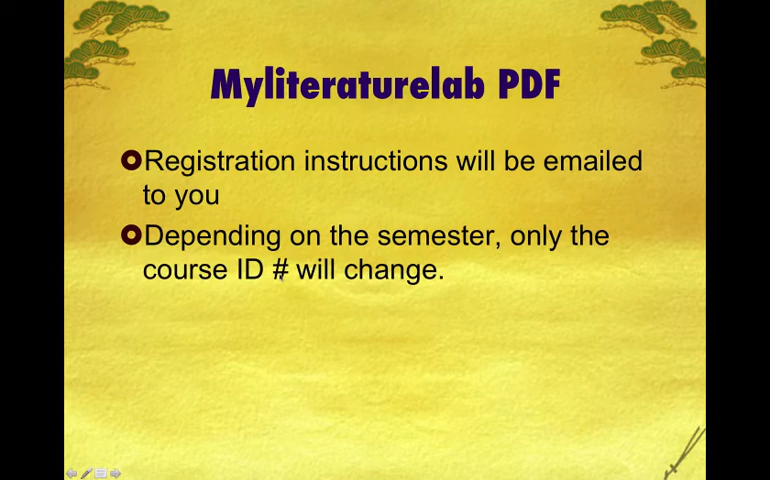 Myliteraturelab PDF
Registration instructions will be emailed
to you
Depending on the semester, only the
course ID # will change.